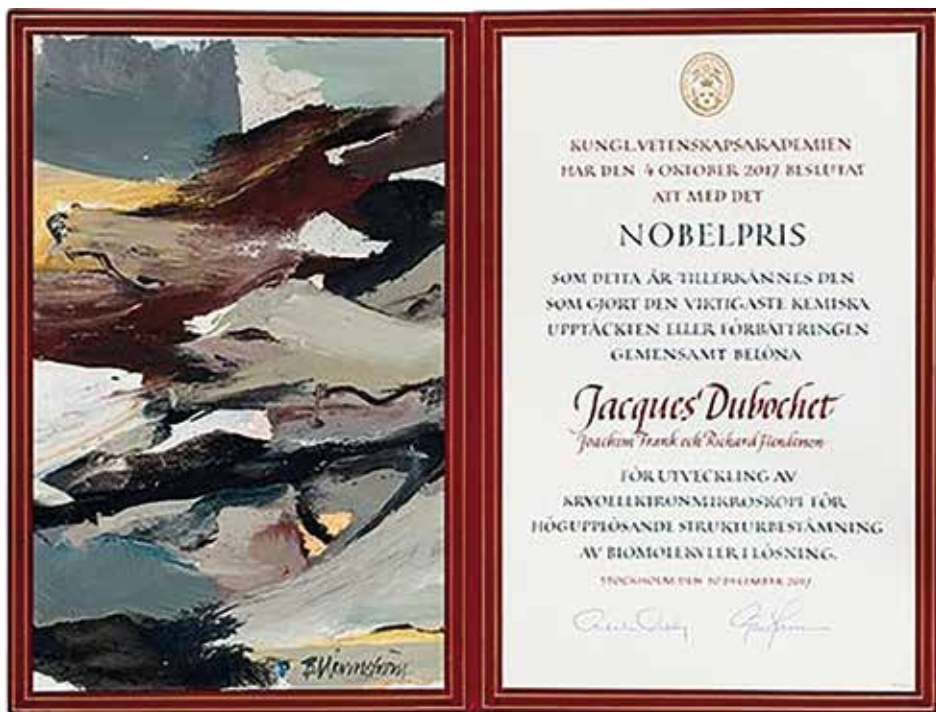 KUNGL. VETENSKAPSAKADEMIEN
HAR DEN 4 OKTOBER 2017 BESLUTAT
ATT MED DET
NOBELPRIS
SOM DETTA ÅR TILLERKÄNNES DEN
SOM GJORT DEN VIKTIGASTE KEMISKA
UPPTÄCKTEN ELLER FÖRBÄTTRINGEN
GEMENSAMT BELÖNA
Jacques Dubochet
Joachim Frank och Richard Henderson
FÖR UTVECKLING AV
KRYOELEKTRONMIKROSKOPI FÖR
HÖGUPPLÖSANDE STRUKTURBESTÄMNING
AV BIOMOLEKYLER I LÖSNING.
STOCKHOLM DEN 10 DECEMBER 2017